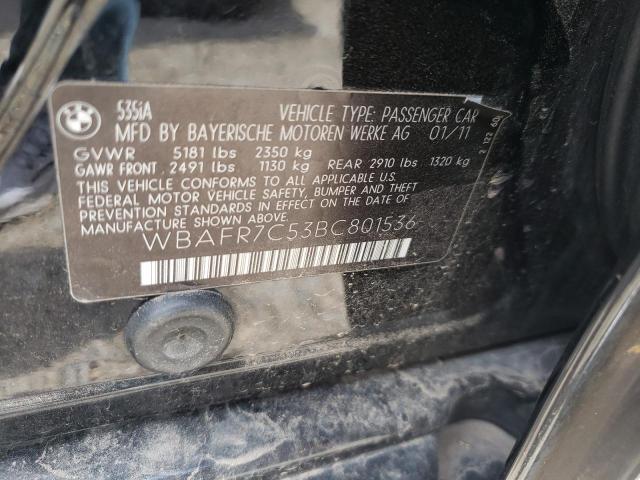 BMW
535iA
VEHICLE TYPE: PASSENGER CAR
MFD BY BAYERISCHE MOTOREN WERKE AG 01/11
GVWR 5181 lbs 2350 kg
GAWR FRONT 2491 lbs 1130 kg REAR 2910 lbs 1320 kg
THIS VEHICLE CONFORMS TO ALL APPLICABLE U.S.
FEDERAL MOTOR VEHICLE SAFETY, BUMPER, AND THEFT
PREVENTION STANDARDS IN EFFECT ON THE DATE OF
MANUFACTURE SHOWN ABOVE.
WBAFR7C53BC801536